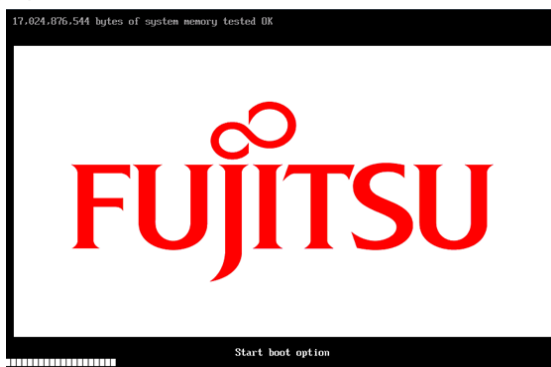 17,024,876,544 bytes of system memory tested OK
FUJITSU
Start boot option